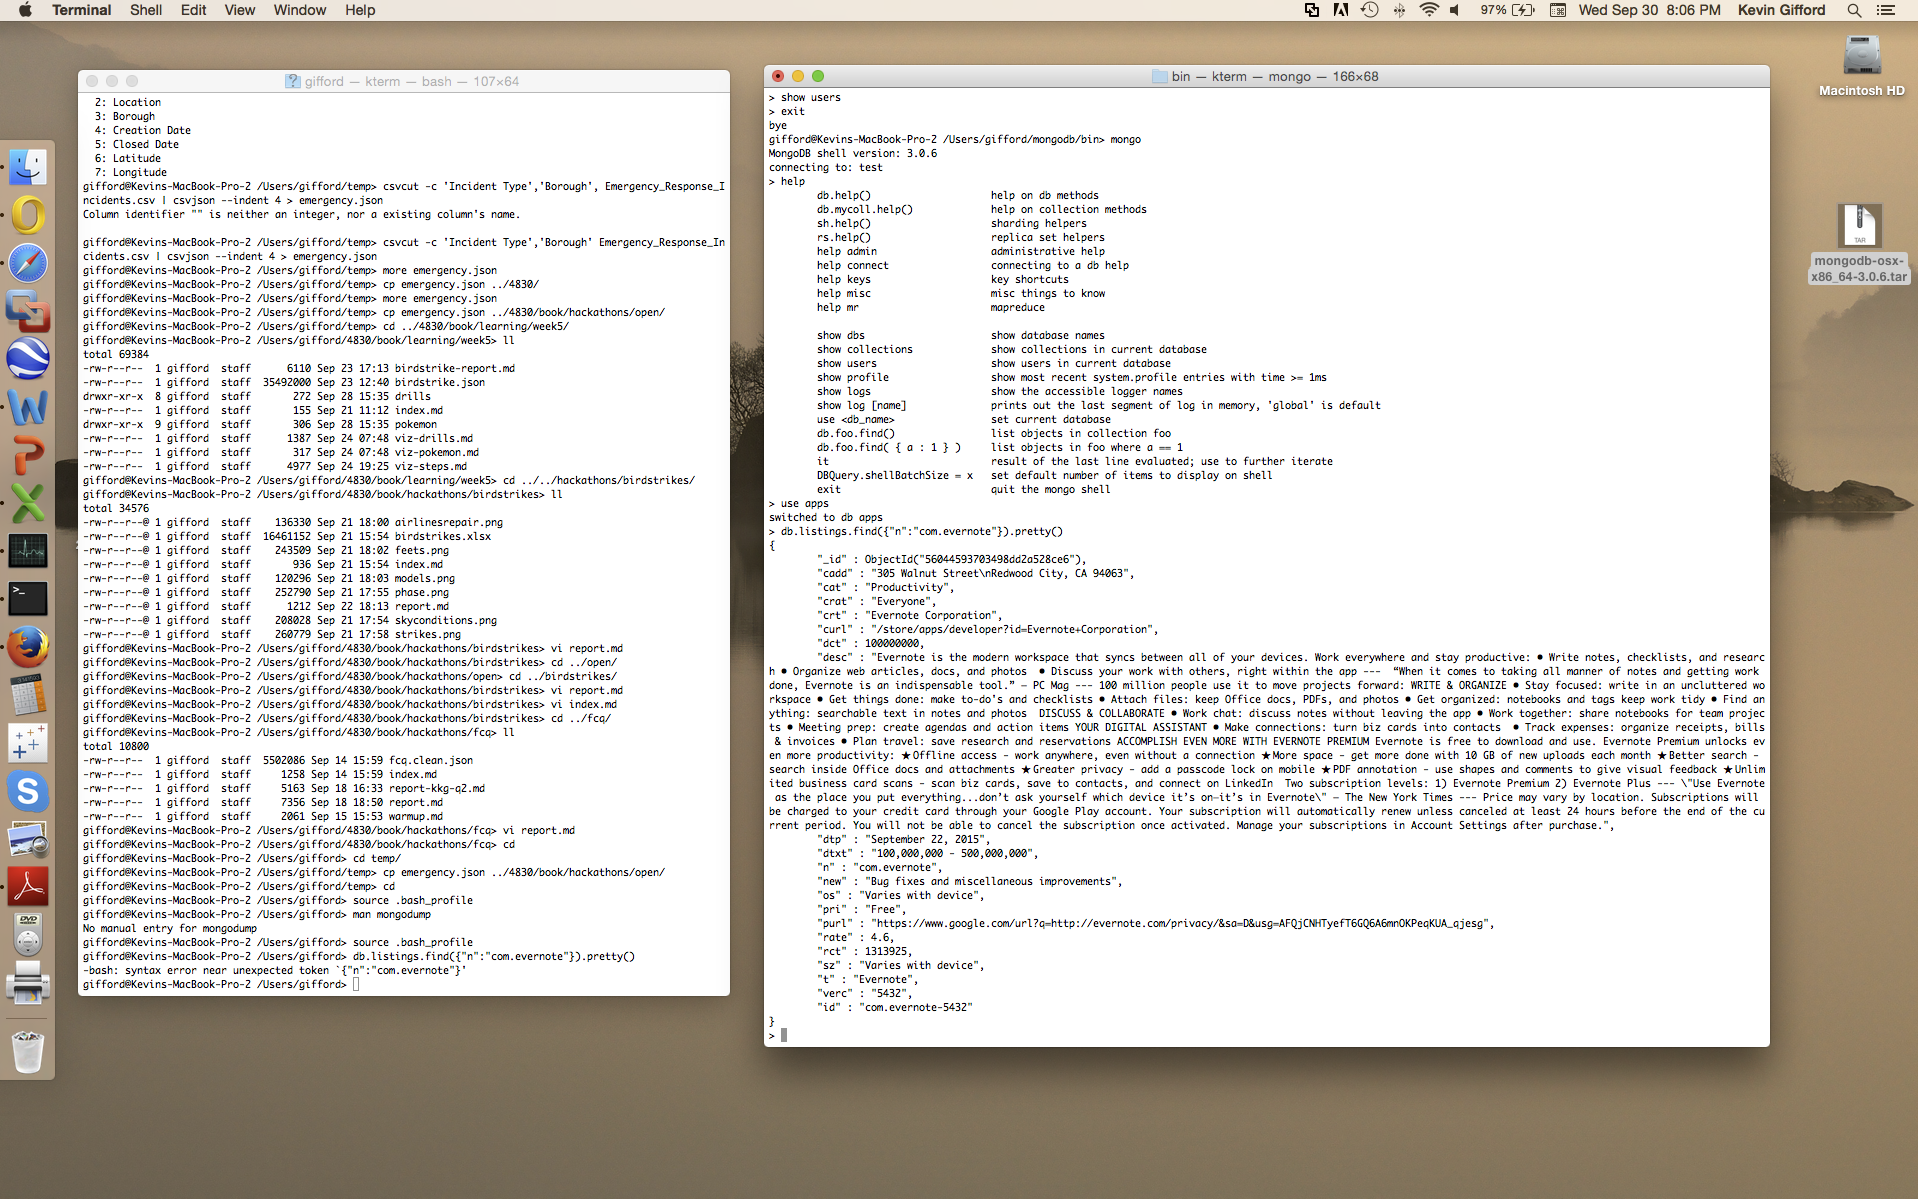 Terminal Shell Edit View Window Help
97% Wed Sep 30 8:06 PM Kevin Gifford
gifford — kterm — bash — 107×64
2: Location
3: Borough
4: Creation Date
5: Closed Date
6: Latitude
7: Longitude
gifford@Kevins-MacBook-Pro-2 /Users/gifford/temp> csvcut -c 'Incident Type','Borough', Emergency_Response_I
ncidents.csv | csvjson --indent 4 > emergency.json
Column identifier "" is neither an integer, nor a existing column's name.
gifford@Kevins-MacBook-Pro-2 /Users/gifford/temp> csvcut -c 'Incident Type','Borough' Emergency_Response_In
cidents.csv | csvjson --indent 4 > emergency.json
gifford@Kevins-MacBook-Pro-2 /Users/gifford/temp> more emergency.json
gifford@Kevins-MacBook-Pro-2 /Users/gifford/temp> cp emergency.json ../4830/
gifford@Kevins-MacBook-Pro-2 /Users/gifford/temp> more emergency.json
gifford@Kevins-MacBook-Pro-2 /Users/gifford/temp> cp emergency.json ../4830/book/hackathons/open/
gifford@Kevins-MacBook-Pro-2 /Users/gifford/temp> cd ../4830/book/learning/week5/
gifford@Kevins-MacBook-Pro-2 /Users/gifford/4830/book/learning/week5> ll
total 69384
-rw-r--r-- 1 gifford staff 6110 Sep 23 17:13 birdstrike-report.md
-rw-r--r-- 1 gifford staff 35492000 Sep 23 12:40 birdstrike.json
drwxr-xr-x 8 gifford staff 272 Sep 28 15:35 drills
-rw-r--r-- 1 gifford staff 155 Sep 21 11:12 index.md
drwxr-xr-x 9 gifford staff 306 Sep 28 15:35 pokemon
-rw-r--r-- 1 gifford staff 1387 Sep 24 07:48 viz-drills.md
-rw-r--r-- 1 gifford staff 317 Sep 24 07:48 viz-pokemon.md
-rw-r--r-- 1 gifford staff 4977 Sep 24 19:25 viz-steps.md
gifford@Kevins-MacBook-Pro-2 /Users/gifford/4830/book/learning/week5> cd ../../hackathons/birdstrikes/
gifford@Kevins-MacBook-Pro-2 /Users/gifford/4830/book/hackathons/birdstrikes> ll
total 34576
-rw-r--r--@ 1 gifford staff 136330 Sep 21 18:00 airlinesrepair.png
-rw-r--r--@ 1 gifford staff 16461152 Sep 21 15:54 birdstrikes.xlsx
-rw-r--r--@ 1 gifford staff 243509 Sep 21 18:02 feets.png
-rw-r--r--@ 1 gifford staff 936 Sep 21 15:54 index.md
-rw-r--r--@ 1 gifford staff 120296 Sep 21 18:03 models.png
-rw-r--r--@ 1 gifford staff 252790 Sep 21 17:55 phase.png
-rw-r--r--@ 1 gifford staff 1212 Sep 22 18:13 report.md
-rw-r--r--@ 1 gifford staff 208028 Sep 21 17:54 skyconditions.png
-rw-r--r--@ 1 gifford staff 260779 Sep 21 17:58 strikes.png
gifford@Kevins-MacBook-Pro-2 /Users/gifford/4830/book/hackathons/birdstrikes> vi report.md
gifford@Kevins-MacBook-Pro-2 /Users/gifford/4830/book/hackathons/birdstrikes> cd ../open/
gifford@Kevins-MacBook-Pro-2 /Users/gifford/4830/book/hackathons/open> cd ../birdstrikes/
gifford@Kevins-MacBook-Pro-2 /Users/gifford/4830/book/hackathons/birdstrikes> vi report.md
gifford@Kevins-MacBook-Pro-2 /Users/gifford/4830/book/hackathons/birdstrikes> vi index.md
gifford@Kevins-MacBook-Pro-2 /Users/gifford/4830/book/hackathons/birdstrikes> cd ../fcq/
gifford@Kevins-MacBook-Pro-2 /Users/gifford/4830/book/hackathons/fcq> ll
total 10800
-rw-r--r-- 1 gifford staff 5502086 Sep 14 15:59 fcq.clean.json
-rw-r--r-- 1 gifford staff 1258 Sep 14 15:59 index.md
-rw-r--r-- 1 gifford staff 5163 Sep 18 16:33 report-kkg-q2.md
-rw-r--r-- 1 gifford staff 7356 Sep 18 18:50 report.md
-rw-r--r-- 1 gifford staff 2061 Sep 15 15:53 warmup.md
gifford@Kevins-MacBook-Pro-2 /Users/gifford/4830/book/hackathons/fcq> vi report.md
gifford@Kevins-MacBook-Pro-2 /Users/gifford/4830/book/hackathons/fcq> cd
gifford@Kevins-MacBook-Pro-2 /Users/gifford> cd temp/
gifford@Kevins-MacBook-Pro-2 /Users/gifford/temp> cp emergency.json ../4830/book/hackathons/open/
gifford@Kevins-MacBook-Pro-2 /Users/gifford/temp> cd
gifford@Kevins-MacBook-Pro-2 /Users/gifford> source .bash_profile
gifford@Kevins-MacBook-Pro-2 /Users/gifford> man mongodump
No manual entry for mongodump
gifford@Kevins-MacBook-Pro-2 /Users/gifford> source .bash_profile
gifford@Kevins-MacBook-Pro-2 /Users/gifford> db.listings.find({"n":"com.evernote"}).pretty()
-bash: syntax error near unexpected token `{"n":"com.evernote"}'
gifford@Kevins-MacBook-Pro-2 /Users/gifford>
bin — kterm — mongo — 166×68
> show users
> exit
bye
gifford@Kevins-MacBook-Pro-2 /Users/gifford/mongodb/bin> mongo
MongoDB shell version: 3.0.6
connecting to: test
> help
db.help() help on db methods
db.mycoll.help() help on collection methods
sh.help() sharding helpers
rs.help() replica set helpers
help admin administrative help
help connect connecting to a db help
help keys key shortcuts
help misc misc things to know
help mr mapreduce
show dbs show database names
show collections show collections in current database
show users show users in current database
show profile show most recent system.profile entries with time >= 1ms
show logs show the accessible logger names
show log [name] prints out the last segment of log in memory, 'global' is default
use <db_name> set current database
db.foo.find() list objects in collection foo
db.foo.find( { a : 1 } ) list objects in foo where a == 1
it result of the last line evaluated; use to further iterate
DBQuery.shellBatchSize = x set default number of items to display on shell
exit quit the mongo shell
> use apps
switched to db apps
> db.listings.find({"n":"com.evernote"}).pretty()
{
"_id" : ObjectId("56044593703498dd2a528ce6"),
"cadd" : "305 Walnut Street\nRedwood City, CA 94063",
"cat" : "Productivity",
"crat" : "Everyone",
"crt" : "Evernote Corporation",
"curl" : "/store/apps/developer?id=Evernote+Corporation",
"dct" : 100000000,
"desc" : "Evernote is the modern workspace that syncs between all of your devices. Work everywhere and stay productive: • Write notes, checklists, and researc
h • Organize web articles, docs, and photos • Discuss your work with others, right within the app --- “When it comes to taking all manner of notes and getting work
done, Evernote is an indispensable tool.” – PC Mag --- 100 million people use it to move projects forward: WRITE & ORGANIZE • Stay focused: write in an uncluttered wo
rkspace • Get things done: make to-do’s and checklists • Attach files: keep Office docs, PDFs, and photos • Get organized: notebooks and tags keep work tidy • Find an
ything: searchable text in notes and photos DISCUSS & COLLABORATE • Work chat: discuss notes without leaving the app • Work together: share notebooks for team projec
ts • Meeting prep: create agendas and action items YOUR DIGITAL ASSISTANT • Make connections: turn biz cards into contacts • Track expenses: organize receipts, bills
& invoices • Plan travel: save research and reservations ACCOMPLISH EVEN MORE WITH EVERNOTE PREMIUM Evernote is free to download and use. Evernote Premium unlocks ev
en more productivity: ★Offline access - work anywhere, even without a connection ★More space - get more done with 10 GB of new uploads each month ★Better search -
search inside Office docs and attachments ★Greater privacy - add a passcode lock on mobile ★PDF annotation - use shapes and comments to give visual feedback ★Unlim
ited business card scans - scan biz cards, save to contacts, and connect on LinkedIn Two subscription levels: 1) Evernote Premium 2) Evernote Plus --- \"Use Evernote
as the place you put everything...don’t ask yourself which device it’s on—it’s in Evernote\" – The New York Times --- Price may vary by location. Subscriptions will
be charged to your credit card through your Google Play account. Your subscription will automatically renew unless canceled at least 24 hours before the end of the cu
rrent period. You will not be able to cancel the subscription once activated. Manage your subscriptions in Account Settings after purchase.",
"dtp" : "September 22, 2015",
"dtxt" : "100,000,000 - 500,000,000",
"n" : "com.evernote",
"new" : "Bug fixes and miscellaneous improvements",
"os" : "Varies with device",
"pri" : "Free",
"purl" : "https://www.google.com/url?q=http://evernote.com/privacy/&sa=D&usg=AFQjCNHTyefT6GQ6A6mnOKPeqKUA_qjesg",
"rate" : 4.6,
"rct" : 1313925,
"sz" : "Varies with device",
"t" : "Evernote",
"verc" : "5432",
"id" : "com.evernote-5432"
}
>
Macintosh HD
TAR
mongodb-osx-
x86_64-3.0.6.tar
DVD